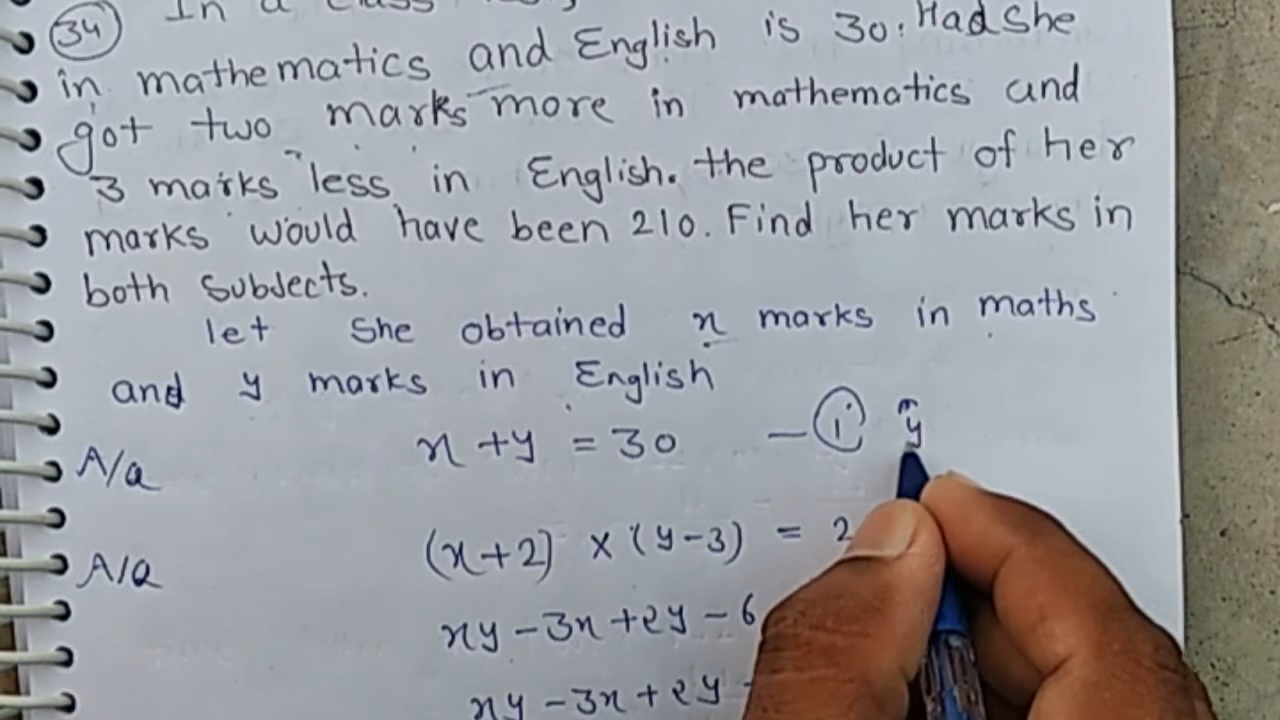 34 In a class
in mathematics and English is 30. Had she
got two marks more in mathematics and
3 marks less in English. the product of her
marks would have been 210. Find her marks in
both subjects.
let she obtained x marks in maths
and y marks in English
A/a x + y = 30 — (i) y
A/a (x+2) × (y-3) = 2
xy - 3x + 2y - 6
xy - 3x + 2y -